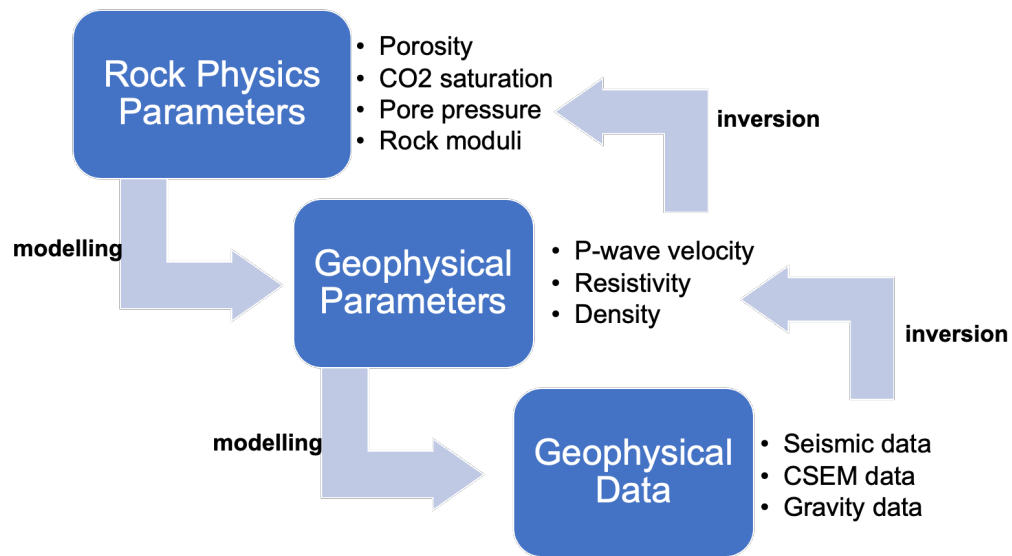 Rock Physics
Parameters
• Porosity
• CO2 saturation
• Pore pressure
• Rock moduli
inversion
modelling
Geophysical
Parameters
• P-wave velocity
• Resistivity
• Density
inversion
modelling
Geophysical
Data
• Seismic data
• CSEM data
• Gravity data